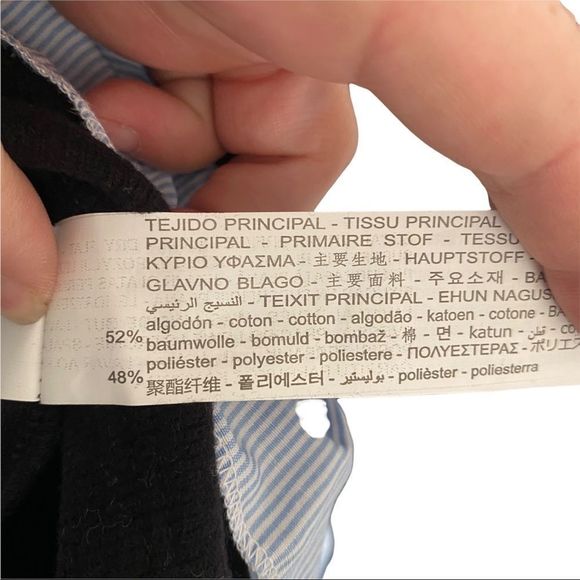 TEJIDO PRINCIPAL - TISSU PRINCIPAL
PRINCIPAL - PRIMAIRE STOF - TESSU
ΚΥΡΙΟ ΥΦΑΣΜΑ - 主要生地 - HAUPTSTOFF -
GLAVNO BLAGO - 主要面料 - 주요소재 - BA
النسيج الرئيسي - TEIXIT PRINCIPAL - EHUN NAGUS
algodón - coton - cotton - algodão - katoen - cotone - BA
52% baumwolle - bomuld - bombaž - 棉 - 면 - katun - قطن - co
poliéster - polyester - poliestere - ΠΟΛΥΕΣΤΕΡΑΣ - ポリエス
48% 聚酯纤维 - 폴리에스터 - بوليستير - polièster - poliesterra